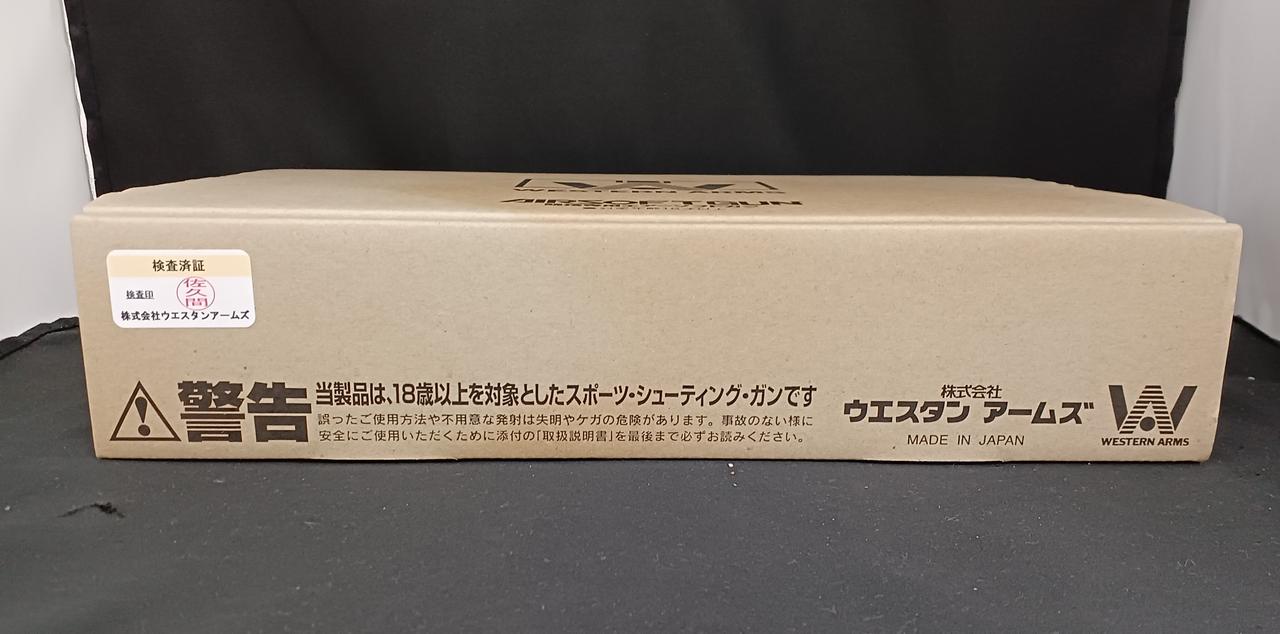 WESTERN ARMS
AIRSOFTGUN
検査済証
検査印
佐久間
株式会社ウエスタンアームズ
警告
当製品は、18歳以上を対象としたスポーツ・シューティング・ガンです
誤ったご使用方法や不用意な発射は失明やケガの危険があります。事故のない様に
安全にご使用いただくために添付の「取扱説明書」を最後まで必ずお読みください。
株式会社
ウエスタン アームズ
MADE IN JAPAN
WESTERN ARMS